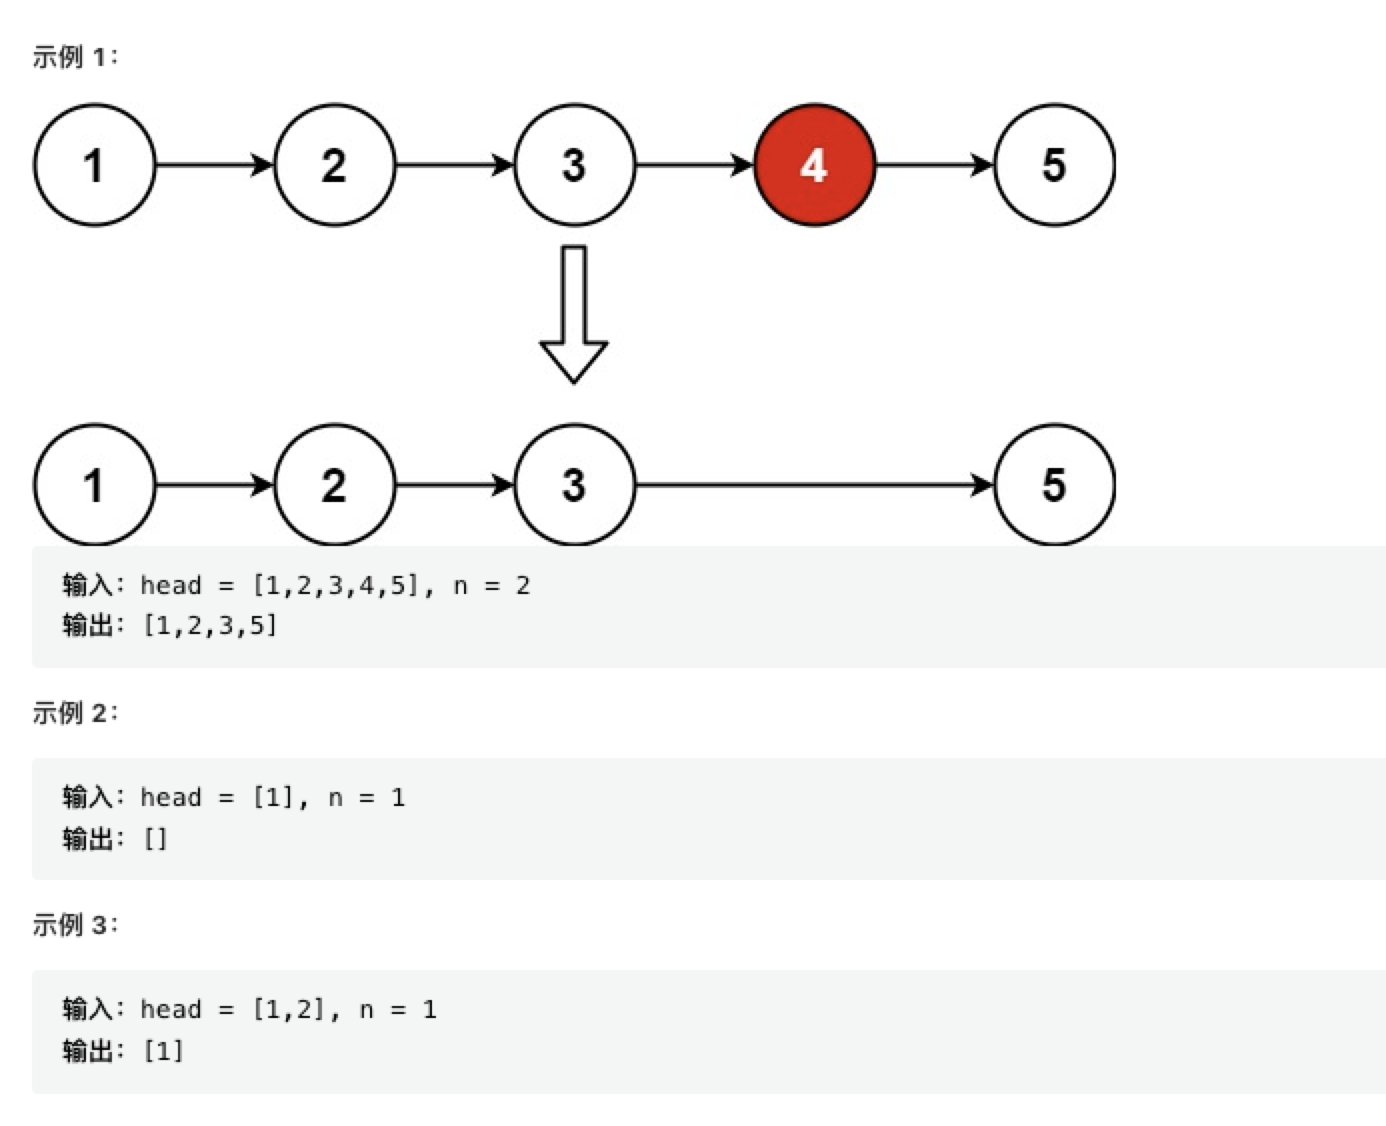 示例 1：
1 2 3 4 5
1 2 3 5
输入：head = [1,2,3,4,5], n = 2
输出：[1,2,3,5]
示例 2：
输入：head = [1], n = 1
输出：[]
示例 3：
输入：head = [1,2], n = 1
输出：[1]